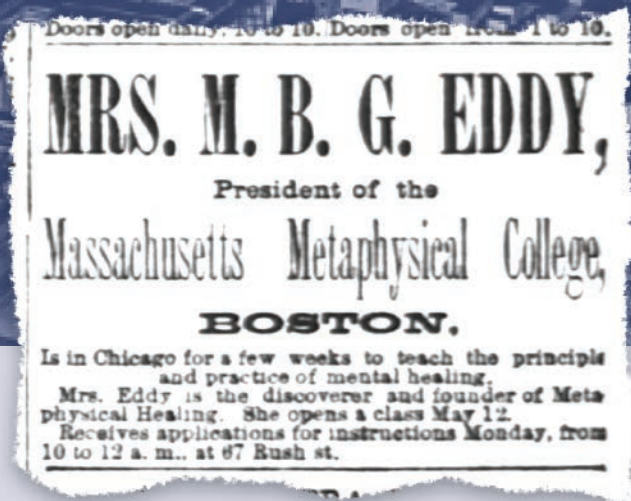 Doors open daily. 10 to 10. Doors open from 1 to 10.
MRS. M. B. G. EDDY,
President of the
Massachusetts Metaphysical College,
BOSTON.
Is in Chicago for a few weeks to teach the principle
and practice of mental healing.
Mrs. Eddy is the discoverer and founder of Meta
physical Healing. She opens a class May 12.
Receives applications for instructions Monday, from
10 to 12 a. m., at 67 Rush st.